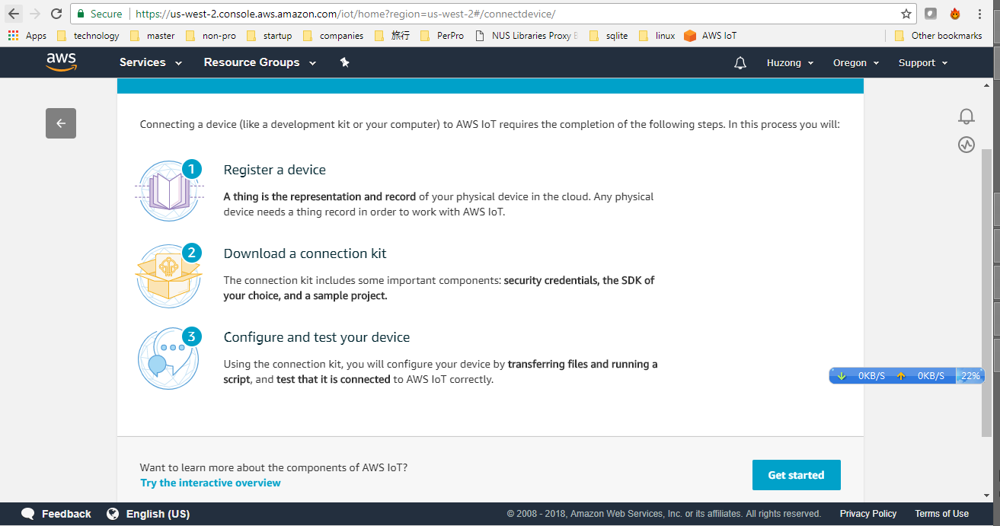 Secure https://us-west-2.console.aws.amazon.com/iot/home?region=us-west-2#/connectdevice/
Apps technology master non-pro startup companies 旅行 PerPro NUS Libraries Proxy sqlite linux AWS IoT Other bookmarks
aws Services Resource Groups Huzong Oregon Support
Connecting a device (like a development kit or your computer) to AWS IoT requires the completion of the following steps. In this process you will:
1 Register a device
A thing is the representation and record of your physical device in the cloud. Any physical
device needs a thing record in order to work with AWS IoT.
2 Download a connection kit
The connection kit includes some important components: security credentials, the SDK of
your choice, and a sample project.
3 Configure and test your device
Using the connection kit, you will configure your device by transferring files and running a
script, and test that it is connected to AWS IoT correctly.
0KB/S 0KB/S 22%
Want to learn more about the components of AWS IoT?
Try the interactive overview
Get started
Feedback English (US) © 2008 - 2018, Amazon Web Services, Inc. or its affiliates. All rights reserved. Privacy Policy Terms of Use